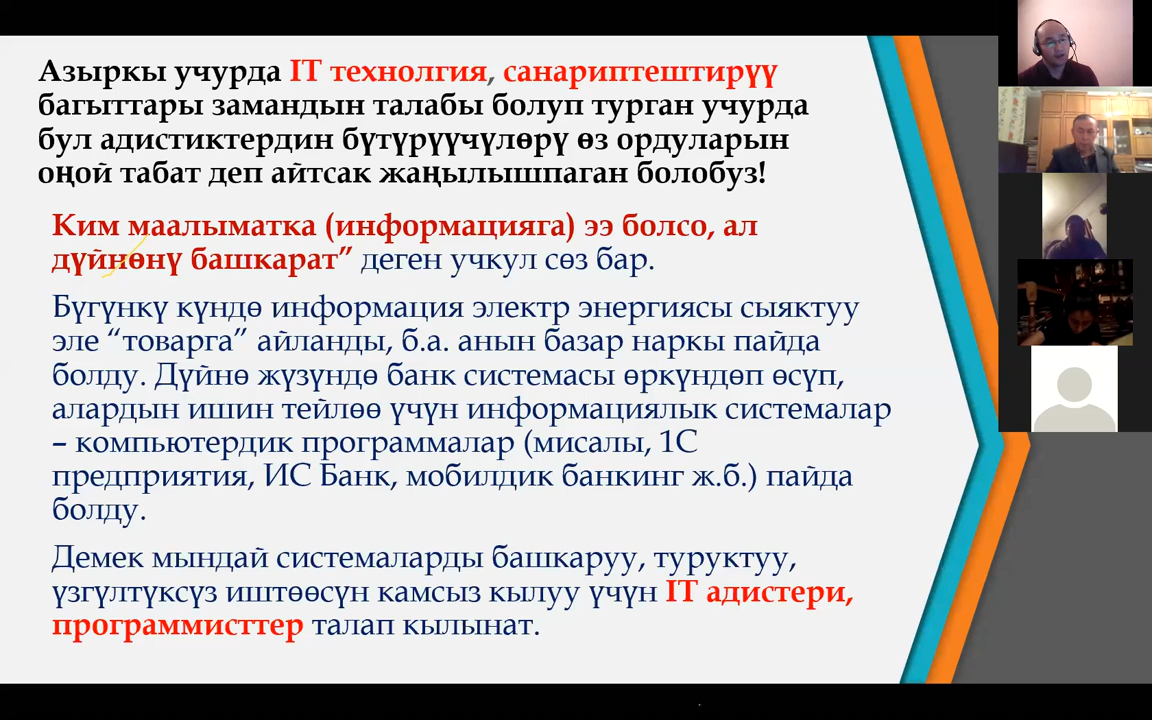 Азыркы учурда IT технолгия, санариптештирүү
багыттары замандын талабы болуп турган учурда
бул адистиктердин бүтүрүүчүлөрү өз ордуларын
оңой табат деп айтсак жаңылышпаган болобуз!
Ким маалыматка (информацияга) ээ болсо, ал
дүйнөнү башкарат” деген учкул сөз бар.
Бүгүнкү күндө информация электр энергиясы сыяктуу
эле “товарга” айланды, б.а. анын базар наркы пайда
болду. Дүйнө жүзүндө банк системасы өркүндөп өсүп,
алардын ишин тейлөө үчүн информациялык системалар
– компьютердик программалар (мисалы, 1С
предприятия, ИС Банк, мобилдик банкинг ж.б.) пайда
болду.
Демек мындай системаларды башкаруу, туруктуу,
үзгүлтүксүз иштөөсүн камсыз кылуу үчүн IT адистери,
программисттер талап кылынат.